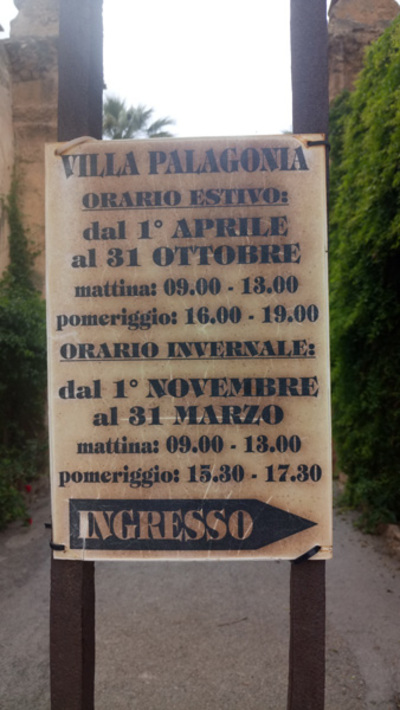 VILLA PALAGONIA
ORARIO ESTIVO:
dal 1° APRILE
al 31 OTTOBRE
mattina: 09.00 - 13.00
pomeriggio: 16.00 - 19.00
ORARIO INVERNALE:
dal 1° NOVEMBRE
al 31 MARZO
mattina: 09.00 - 13.00
pomeriggio: 15.30 - 17.30
INGRESSO